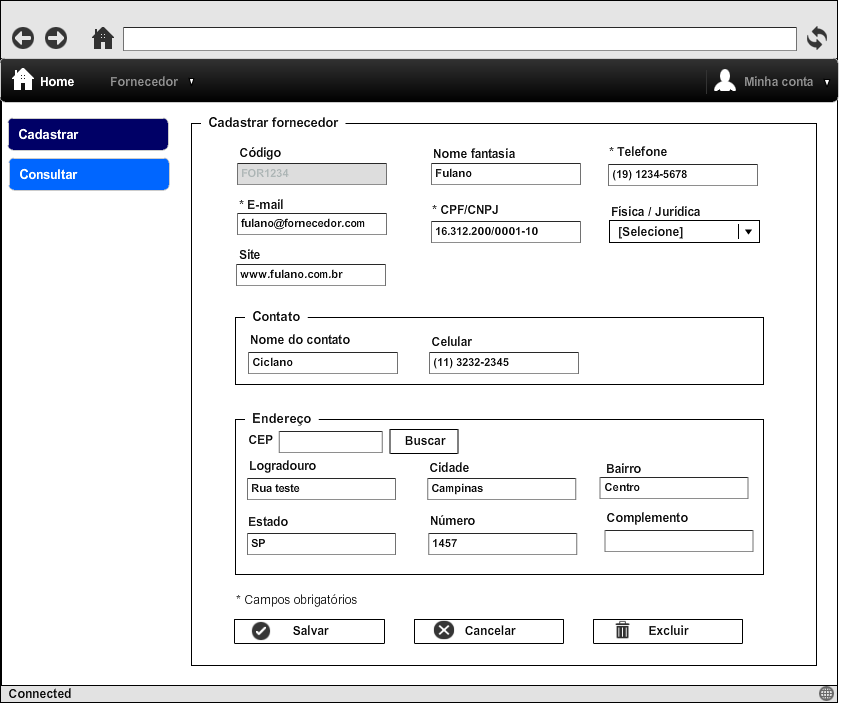 Home Fornecedor Minha conta
Cadastrar
Consultar
Cadastrar fornecedor
Código Nome fantasia * Telefone
FOR1234 Fulano (19) 1234-5678
* E-mail * CPF/CNPJ Física / Jurídica
fulano@fornecedor.com 16.312.200/0001-10 [Selecione]
Site
www.fulano.com.br
Contato
Nome do contato Celular
Ciclano (11) 3232-2345
Endereço
CEP Buscar
Logradouro Cidade Bairro
Rua teste Campinas Centro
Estado Número Complemento
SP 1457
* Campos obrigatórios
Salvar Cancelar Excluir
Connected